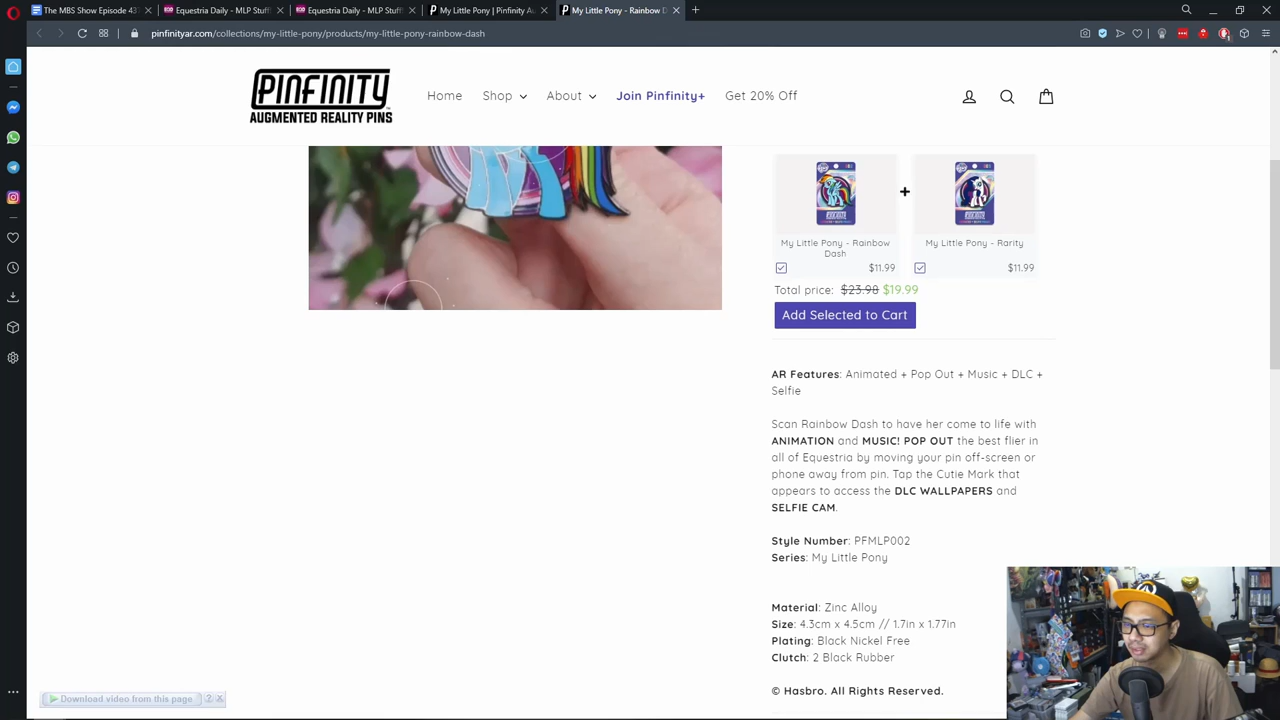 The MBS Show Episode 43
Equestria Daily - MLP Stuff
Equestria Daily - MLP Stuff
My Little Pony | Pinfinity Au
My Little Pony - Rainbow D
pinfinityar.com/collections/my-little-pony/products/my-little-pony-rainbow-dash
PINFINITY
AUGMENTED REALITY PINS
Home
Shop
About
Join Pinfinity+
Get 20% Off
My Little Pony - Rainbow
Dash
$11.99
+
My Little Pony - Rarity
$11.99
Total price: $23.98 $19.99
Add Selected to Cart
AR Features: Animated + Pop Out + Music + DLC +
Selfie
Scan Rainbow Dash to have her come to life with
ANIMATION and MUSIC! POP OUT the best flier in
all of Equestria by moving your pin off-screen or
phone away from pin. Tap the Cutie Mark that
appears to access the DLC WALLPAPERS and
SELFIE CAM.
Style Number: PFMLP002
Series: My Little Pony
Material: Zinc Alloy
Size: 4.3cm x 4.5cm // 1.7in x 1.77in
Plating: Black Nickel Free
Clutch: 2 Black Rubber
© Hasbro. All Rights Reserved.
Download video from this page